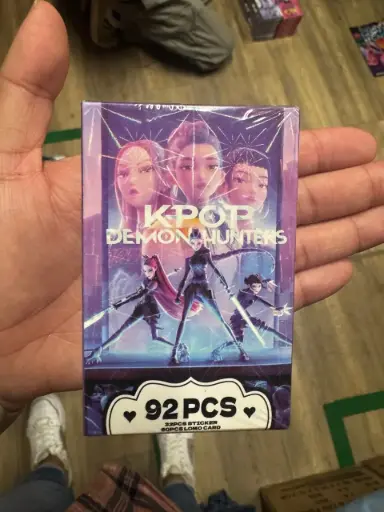 KPOP
DEMON HUNTERS
92 PCS
32PCS STICKER
60PCS LOMO CARD